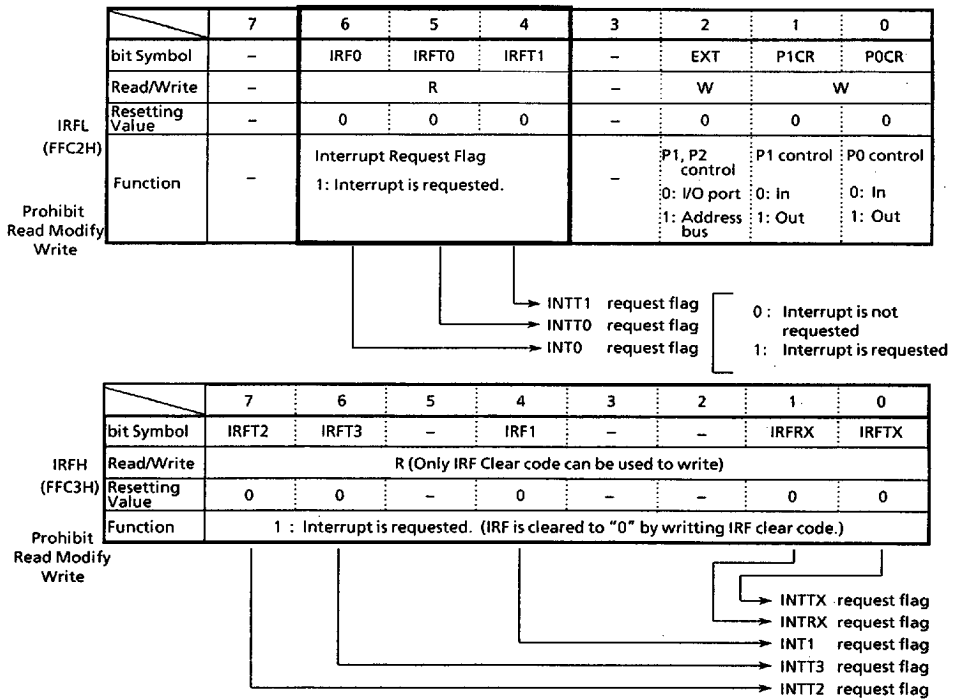 7 6 5 4 3 2 1 0
bit Symbol – IRF0 IRFT0 IRFT1 – EXT P1CR P0CR
Read/Write – R – W W
IRFL (FFC2H) Resetting Value – 0 0 0 – 0 0 0
Function – Interrupt Request Flag – P1, P2 control P1 control P0 control
1: Interrupt is requested. 0: I/O port 0: In 0: In
1: Address bus 1: Out 1: Out
Prohibit
Read Modify
Write
INTT1 request flag
INTT0 request flag
INT0 request flag
0 : Interrupt is not
requested
1: Interrupt is requested
7 6 5 4 3 2 1 0
bit Symbol IRFT2 IRFT3 – IRF1 – – IRFRX IRFTX
IRFH (FFC3H) Read/Write R (Only IRF Clear code can be used to write)
Resetting Value 0 0 – 0 – – 0 0
Function 1 : Interrupt is requested. (IRF is cleared to "0" by writting IRF clear code.)
Prohibit
Read Modify
Write
INTTX request flag
INTRX request flag
INT1 request flag
INTT3 request flag
INTT2 request flag